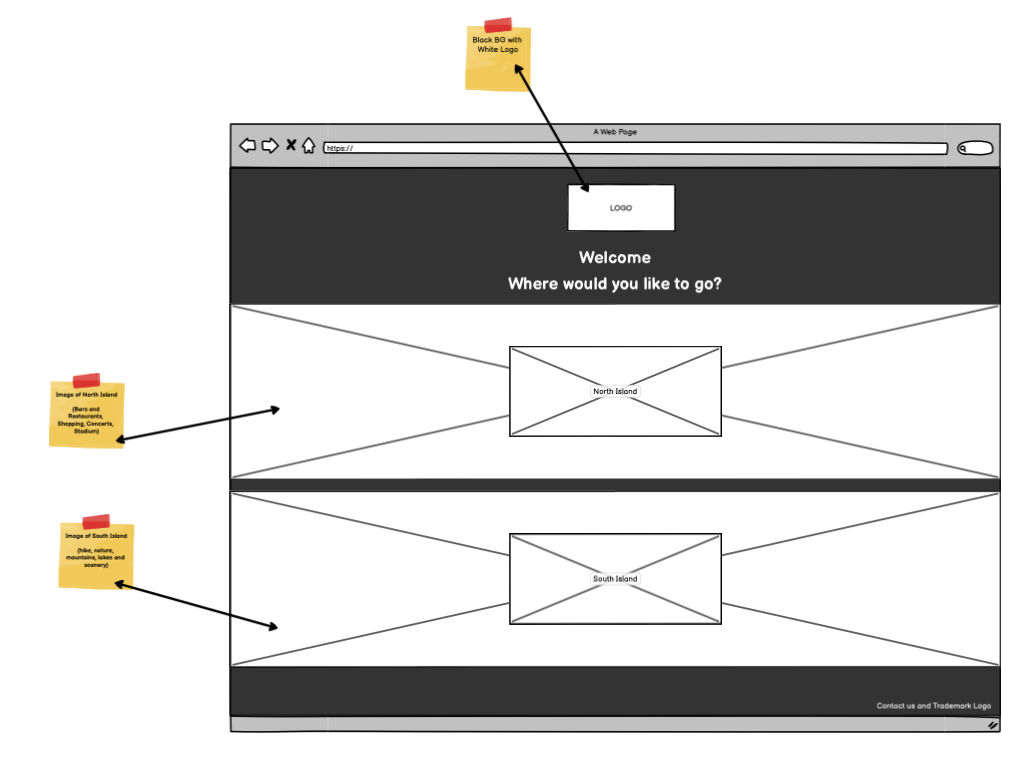 Black BG with
White Logo
A Web Page
https://
LOGO
Welcome
Where would you like to go?
North Island
Image of North Island
(Bars and
Restaurants,
Shopping, Concerts,
Stadium)
South Island
Image of South Island
(hike, nature,
mountains, lakes and
scenery)
Contact us and Trademark Logo